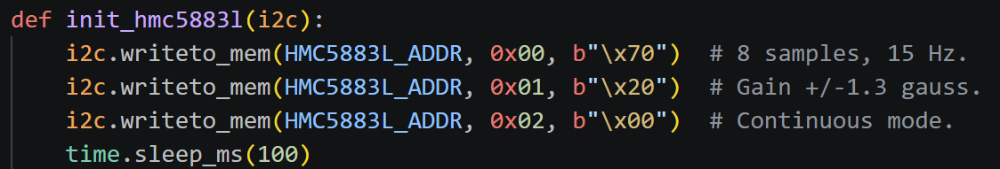 def init_hmc5883l(i2c):
    i2c.writeto_mem(HMC5883L_ADDR, 0x00, b"\x70")  # 8 samples, 15 Hz.
    i2c.writeto_mem(HMC5883L_ADDR, 0x01, b"\x20")  # Gain +/-1.3 gauss.
    i2c.writeto_mem(HMC5883L_ADDR, 0x02, b"\x00")  # Continuous mode.
    time.sleep_ms(100)